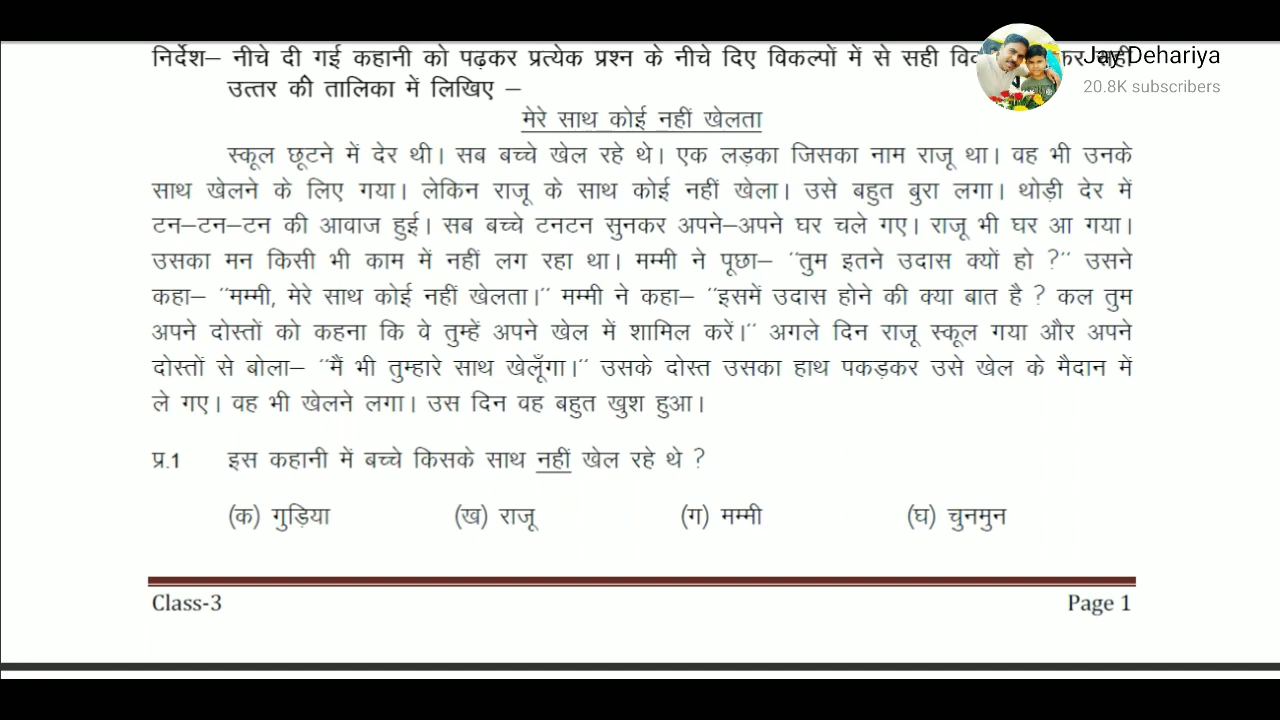 निर्देश– नीचे दी गई कहानी को पढ़कर प्रत्येक प्रश्न के नीचे दिए विकल्पों में से सही
Jay Dehariya
20.8K subscribers
उत्तर की तालिका में लिखिए –
मेरे साथ कोई नहीं खेलता
स्कूल छूटने में देर थी। सब बच्चे खेल रहे थे। एक लड़का जिसका नाम राजू था। वह भी उनके
साथ खेलने के लिए गया। लेकिन राजू के साथ कोई नहीं खेला। उसे बहुत बुरा लगा। थोड़ी देर में
टन–टन–टन की आवाज हुई। सब बच्चे टनटन सुनकर अपने–अपने घर चले गए। राजू भी घर आ गया।
उसका मन किसी भी काम में नहीं लग रहा था। मम्मी ने पूछा– "तुम इतने उदास क्यों हो ?" उसने
कहा– "मम्मी, मेरे साथ कोई नहीं खेलता।" मम्मी ने कहा– "इसमें उदास होने की क्या बात है ? कल तुम
अपने दोस्तों को कहना कि वे तुम्हें अपने खेल में शामिल करें।" अगले दिन राजू स्कूल गया और अपने
दोस्तों से बोला– "मैं भी तुम्हारे साथ खेलूँगा।" उसके दोस्त उसका हाथ पकड़कर उसे खेल के मैदान में
ले गए। वह भी खेलने लगा। उस दिन वह बहुत खुश हुआ।
प्र.1 इस कहानी में बच्चे किसके साथ नहीं खेल रहे थे ?
(क) गुड़िया (ख) राजू (ग) मम्मी (घ) चुनमुन
Class-3 Page 1